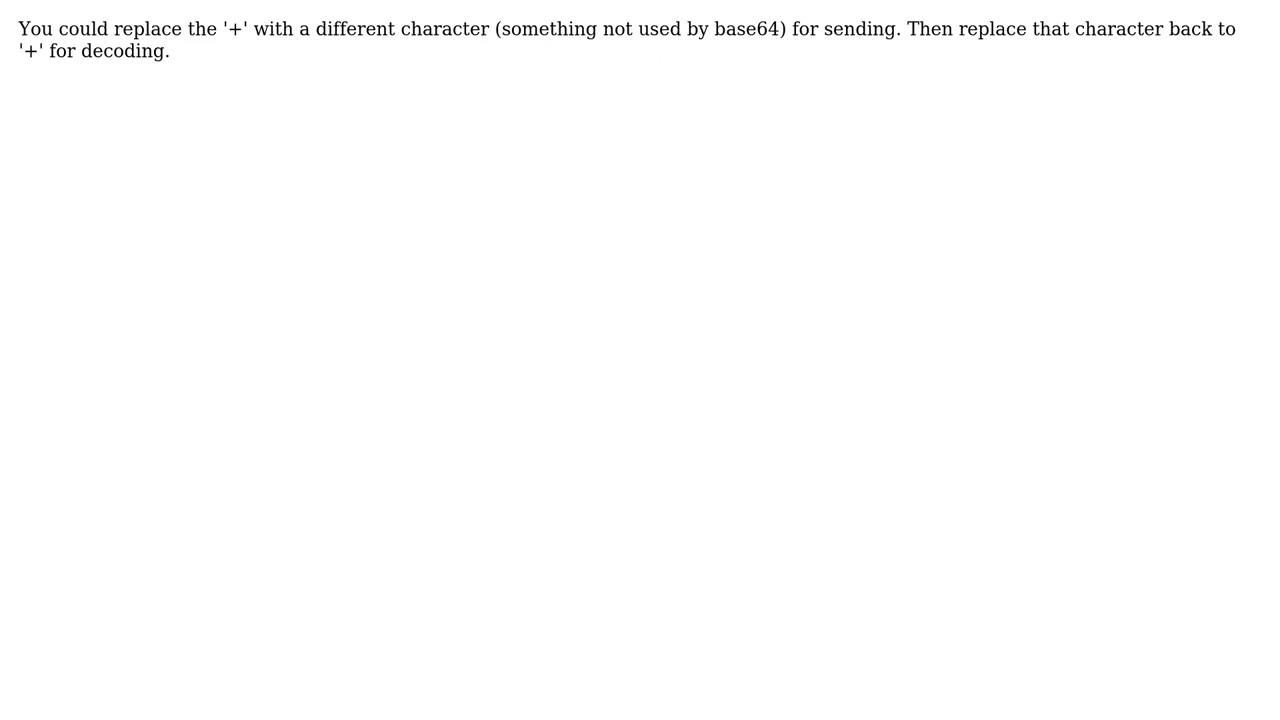 You could replace the '+' with a different character (something not used by base64) for sending. Then replace that character back to
'+' for decoding.